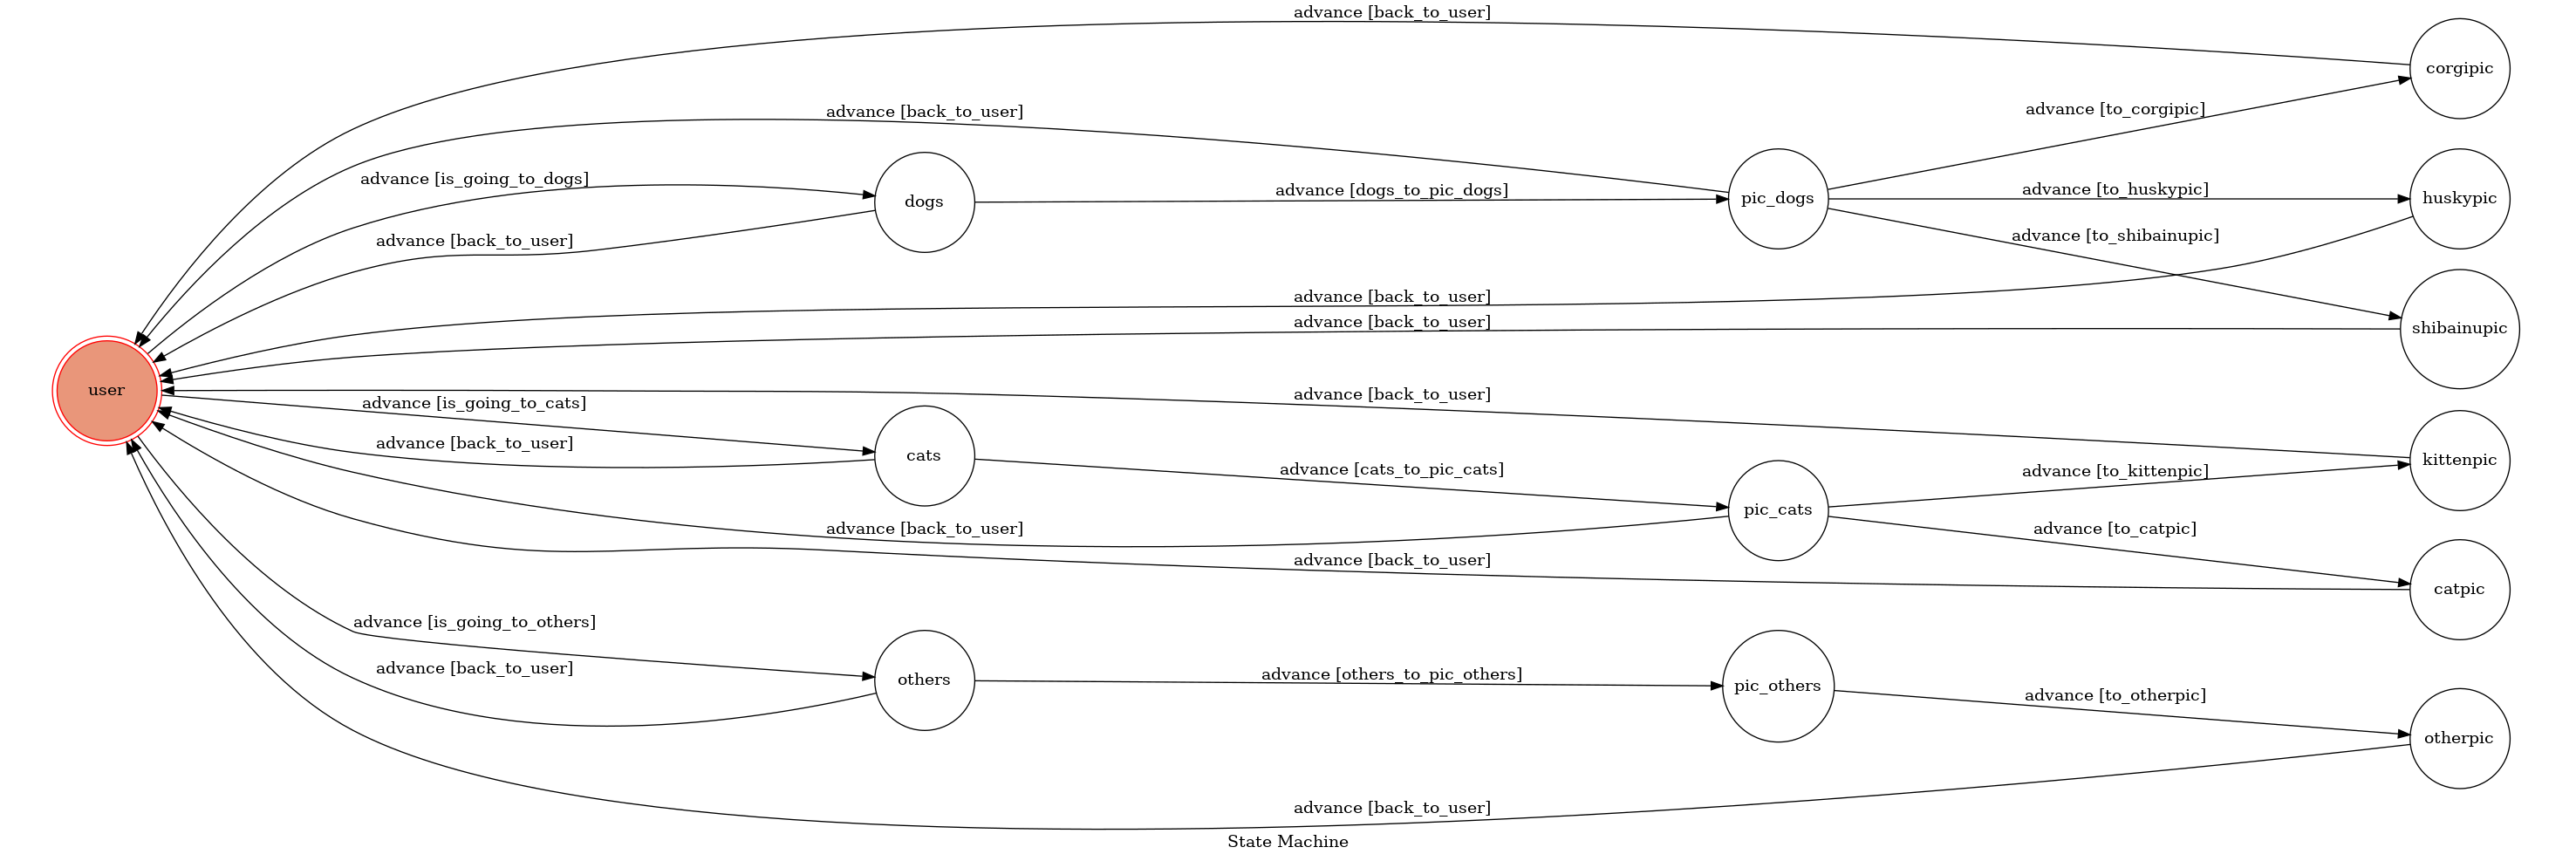 advance [back_to_user]
corgipic
advance [to_corgipic]
advance [back_to_user]
advance [is_going_to_dogs]
advance [dogs_to_pic_dogs]
advance [to_huskypic]
dogs
pic_dogs
huskypic
advance [back_to_user]
advance [to_shibainupic]
advance [back_to_user]
advance [back_to_user]
shibainupic
user
advance [back_to_user]
advance [is_going_to_cats]
advance [back_to_user]
cats
advance [cats_to_pic_cats]
advance [to_kittenpic]
kittenpic
pic_cats
advance [back_to_user]
advance [to_catpic]
advance [back_to_user]
catpic
advance [is_going_to_others]
advance [back_to_user]
others
advance [others_to_pic_others]
pic_others
advance [to_otherpic]
otherpic
advance [back_to_user]
State Machine